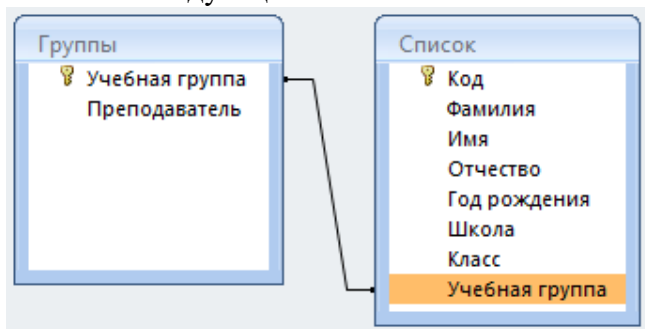 Группы
Учебная группа
Преподаватель
Список
Код
Фамилия
Имя
Отчество
Год рождения
Школа
Класс
Учебная группа